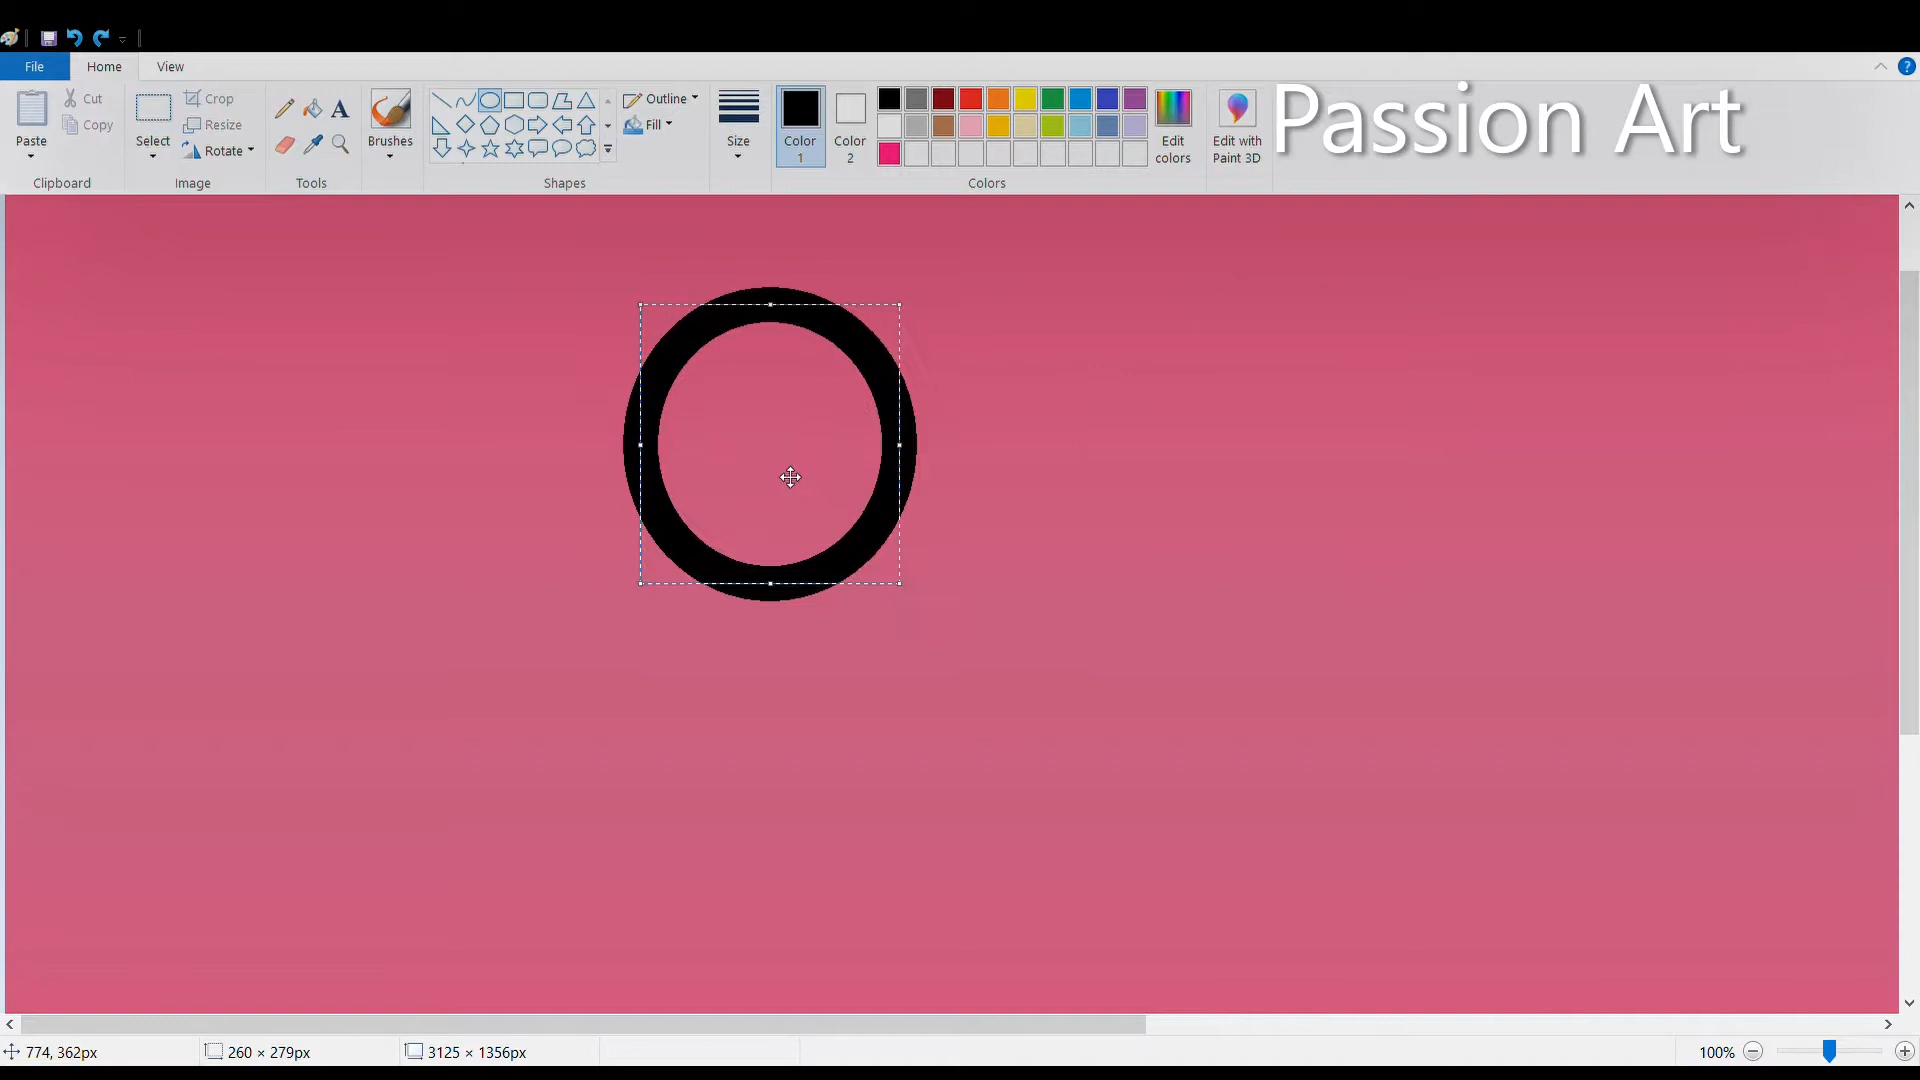 File Home View
Passion Art
Paste
Cut
Copy
Clipboard
Select
Crop
Resize
Rotate
Image
Tools
Brushes
Shapes
Outline
Fill
Size
Color 1
Color 2
Edit colors
Colors
Edit with Paint 3D
774, 362px
260 × 279px
3125 × 1356px
100%